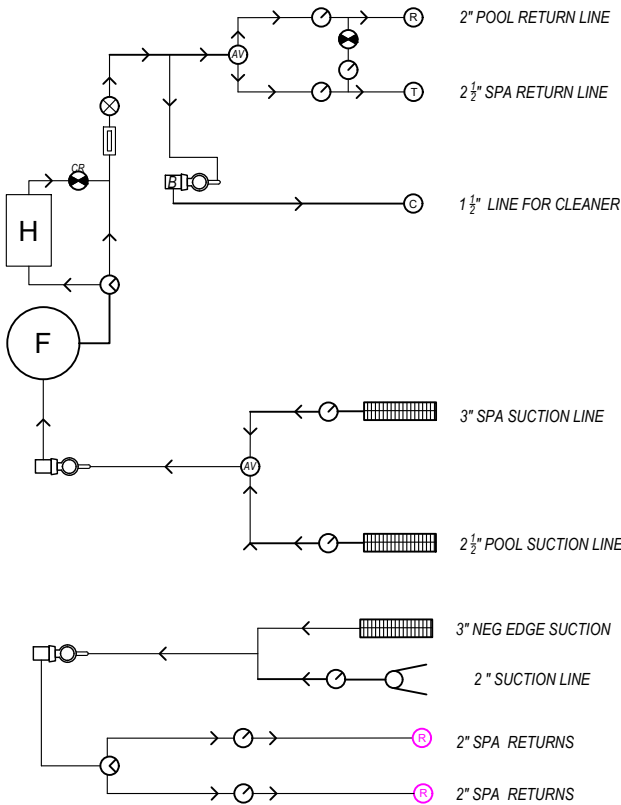 2" POOL RETURN LINE
R
AV
2 1/2" SPA RETURN LINE
T
CR
B
1 1/2" LINE FOR CLEANER
C
H
F
3" SPA SUCTION LINE
AV
2 1/2" POOL SUCTION LINE
3" NEG EDGE SUCTION
2 " SUCTION LINE
R
2" SPA RETURNS
R
2" SPA RETURNS